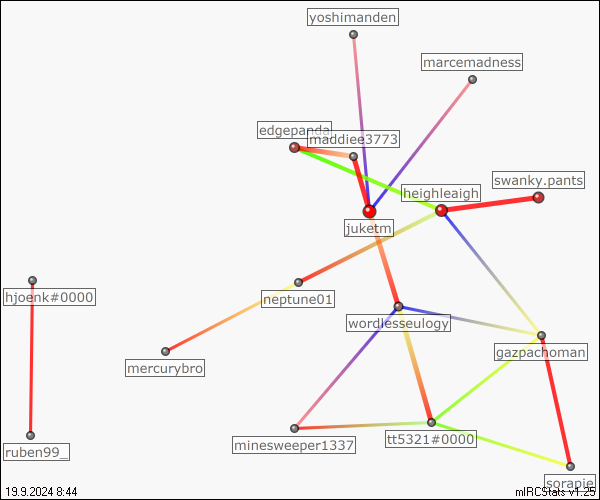 yoshimanden
marcemadness
edgepanda
maddiee3773
swanky.pants
heighleaigh
juketm
hjoenk#0000
neptune01
wordlesseulogy
gazpachoman
mercurybro
minesweeper1337
tt5321#0000
ruben99_
sorapie
19.9.2024 8:44
mIRCStats v1.25